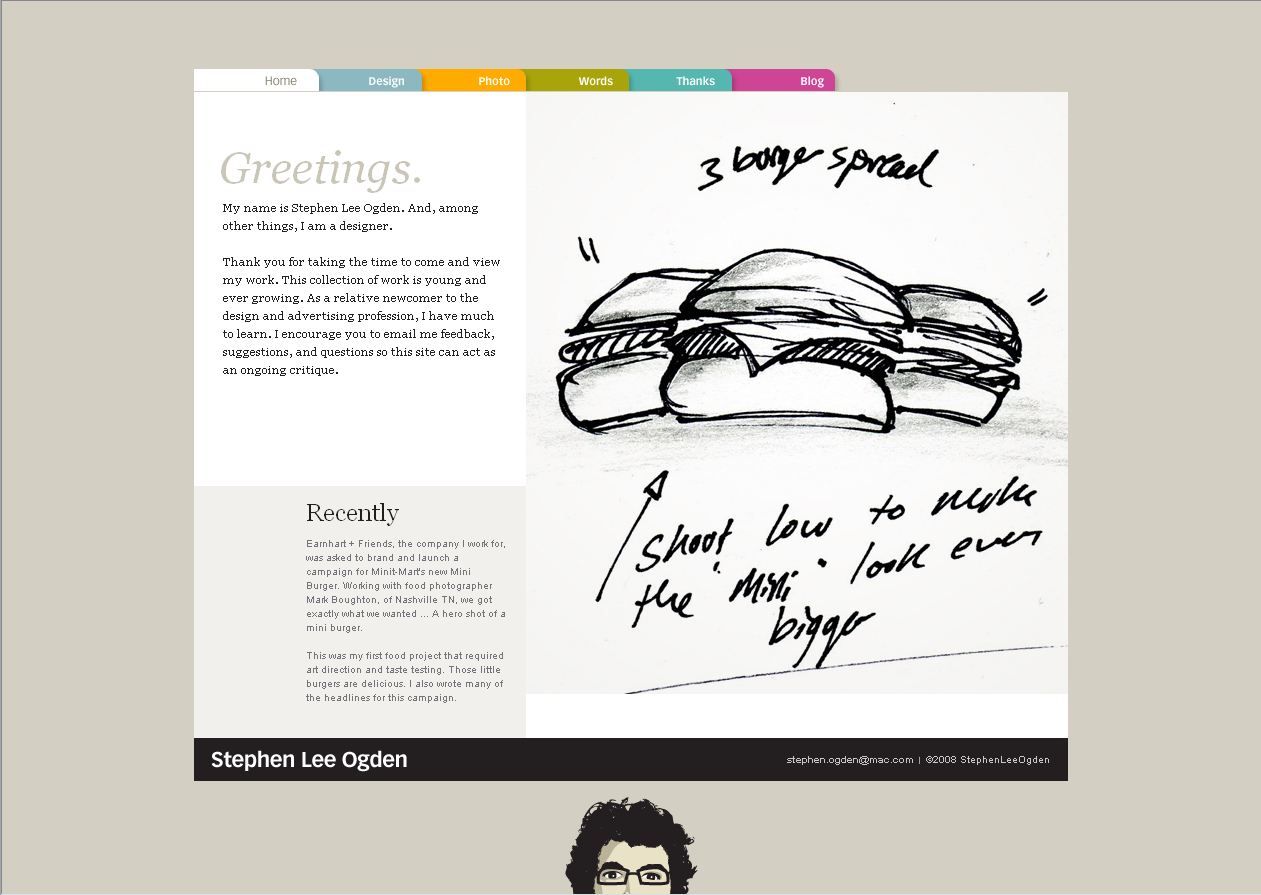 Home Design Photo Words Thanks Blog
Greetings.
My name is Stephen Lee Ogden. And, among
other things, I am a designer.
Thank you for taking the time to come and view
my work. This collection of work is young and
ever growing. As a relative newcomer to the
design and advertising profession, I have much
to learn. I encourage you to email me feedback,
suggestions, and questions so this site can act as
an ongoing critique.
3 burger spread
shoot low to make
the "Mini" look even
bigger
Recently
Earnhart + Friends, the company I work for,
was asked to brand and launch a
campaign for Minit-Mart's new Mini
Burger. Working with food photographer
Mark Boughton, of Nashville TN, we got
exactly what we wanted ... A hero shot of a
mini burger.
This was my first food project that required
art direction and taste testing. Those little
burgers are delicious. I also wrote many of
the headlines for this campaign.
Stephen Lee Ogden
stephen.ogden@mac.com | ©2008 StephenLeeOgden